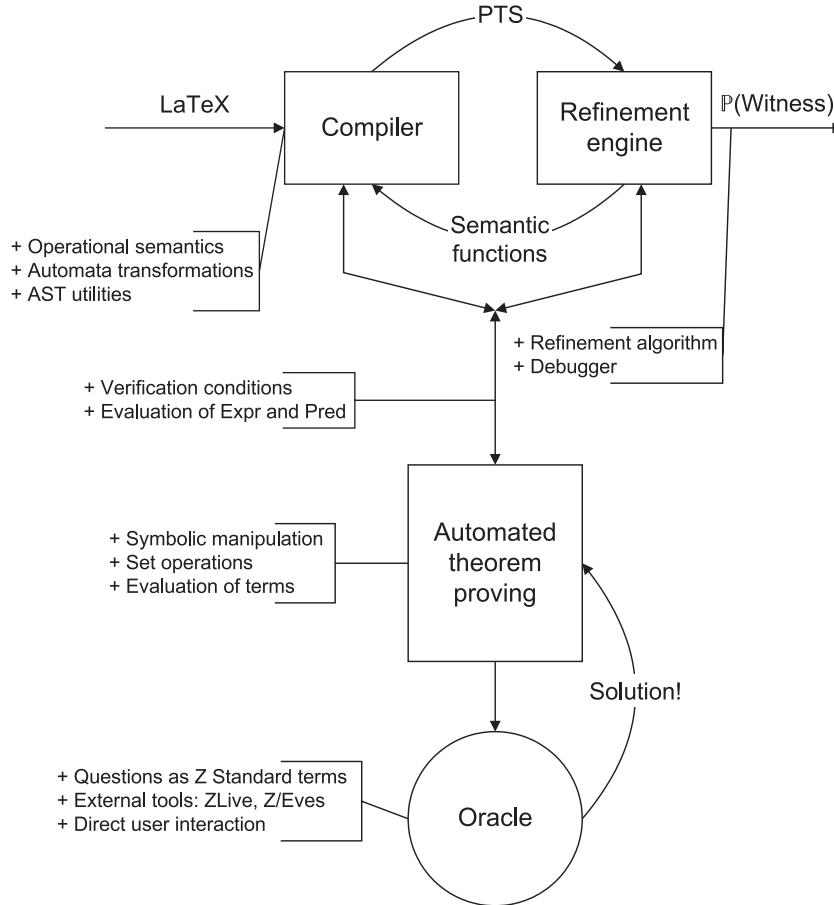 PTS
LaTeX
Compiler
Refinement
engine
ℙ(Witness)
Semantic
functions
+ Operational semantics
+ Automata transformations
+ AST utilities
+ Refinement algorithm
+ Debugger
+ Verification conditions
+ Evaluation of Expr and Pred
Automated
theorem
proving
+ Symbolic manipulation
+ Set operations
+ Evaluation of terms
Solution!
+ Questions as Z Standard terms
+ External tools: ZLive, Z/Eves
+ Direct user interaction
Oracle